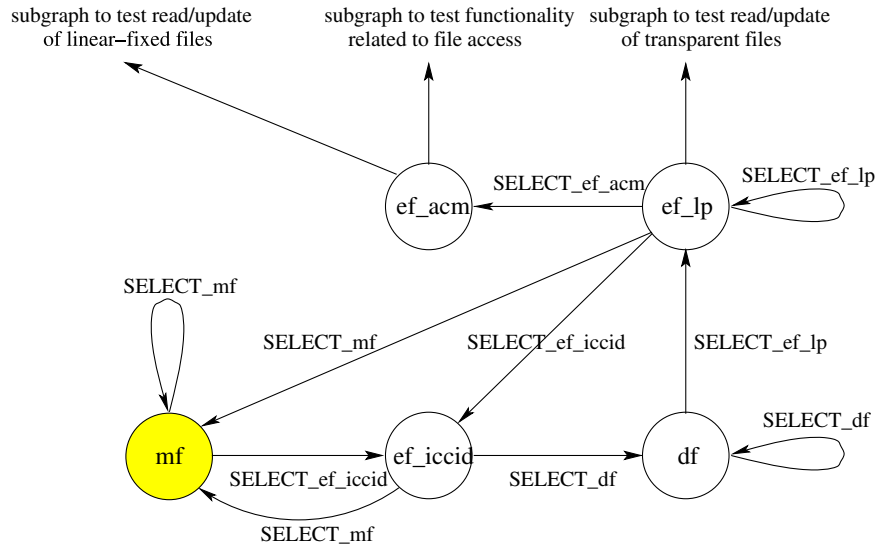 subgraph to test read/update
of linear−fixed files
subgraph to test functionality
related to file access
subgraph to test read/update
of transparent files
SELECT_ef_acm
SELECT_ef_lp
ef_acm
ef_lp
SELECT_mf
SELECT_mf
SELECT_ef_iccid
SELECT_ef_lp
SELECT_df
mf
ef_iccid
df
SELECT_ef_iccid
SELECT_df
SELECT_mf